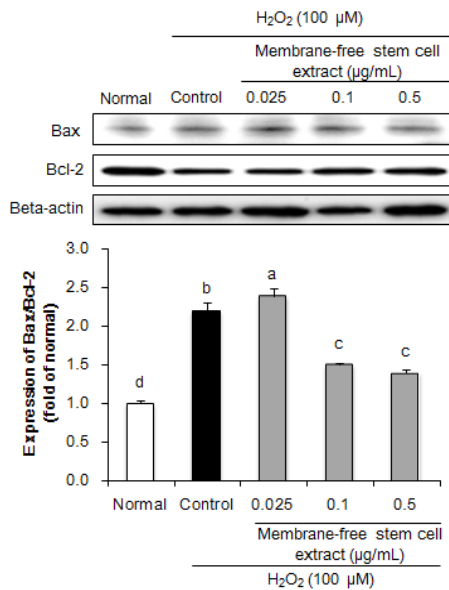 H₂O₂ (100 µM)
Membrane-free stem cell
extract (µg/mL)
Normal Control 0.025 0.1 0.5
Bax
Bcl-2
Beta-actin
Expression of Bax/Bcl-2
(fold of normal)
3.0
2.5
2.0
1.5
1.0
0.5
0.0
d
b
a
c
c
Normal Control 0.025 0.1 0.5
Membrane-free stem cell
extract (µg/mL)
H₂O₂ (100 µM)